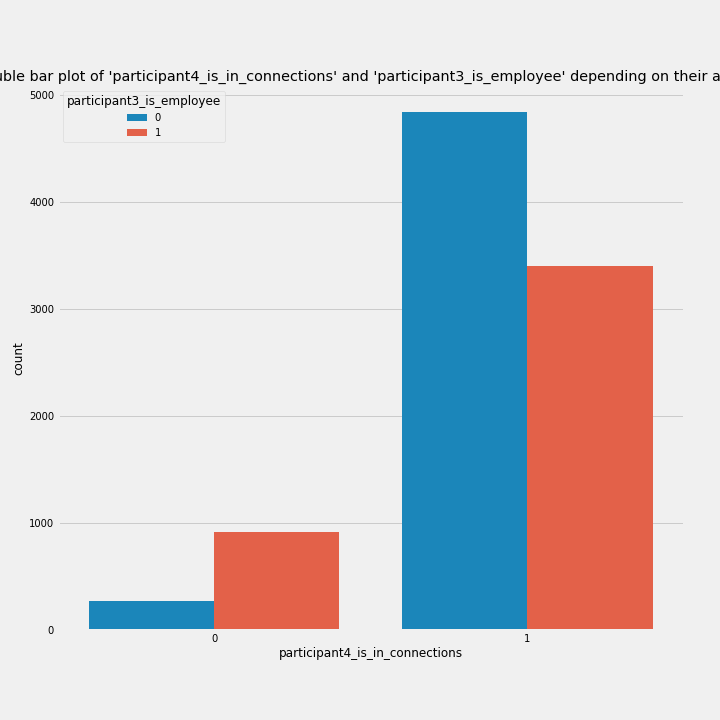 bar plot of 'participant4_is_in_connections' and 'participant3_is_employee' depending on their
participant3_is_employee
0
1
5000
4000
3000
2000
1000
0
count
0 1
participant4_is_in_connections